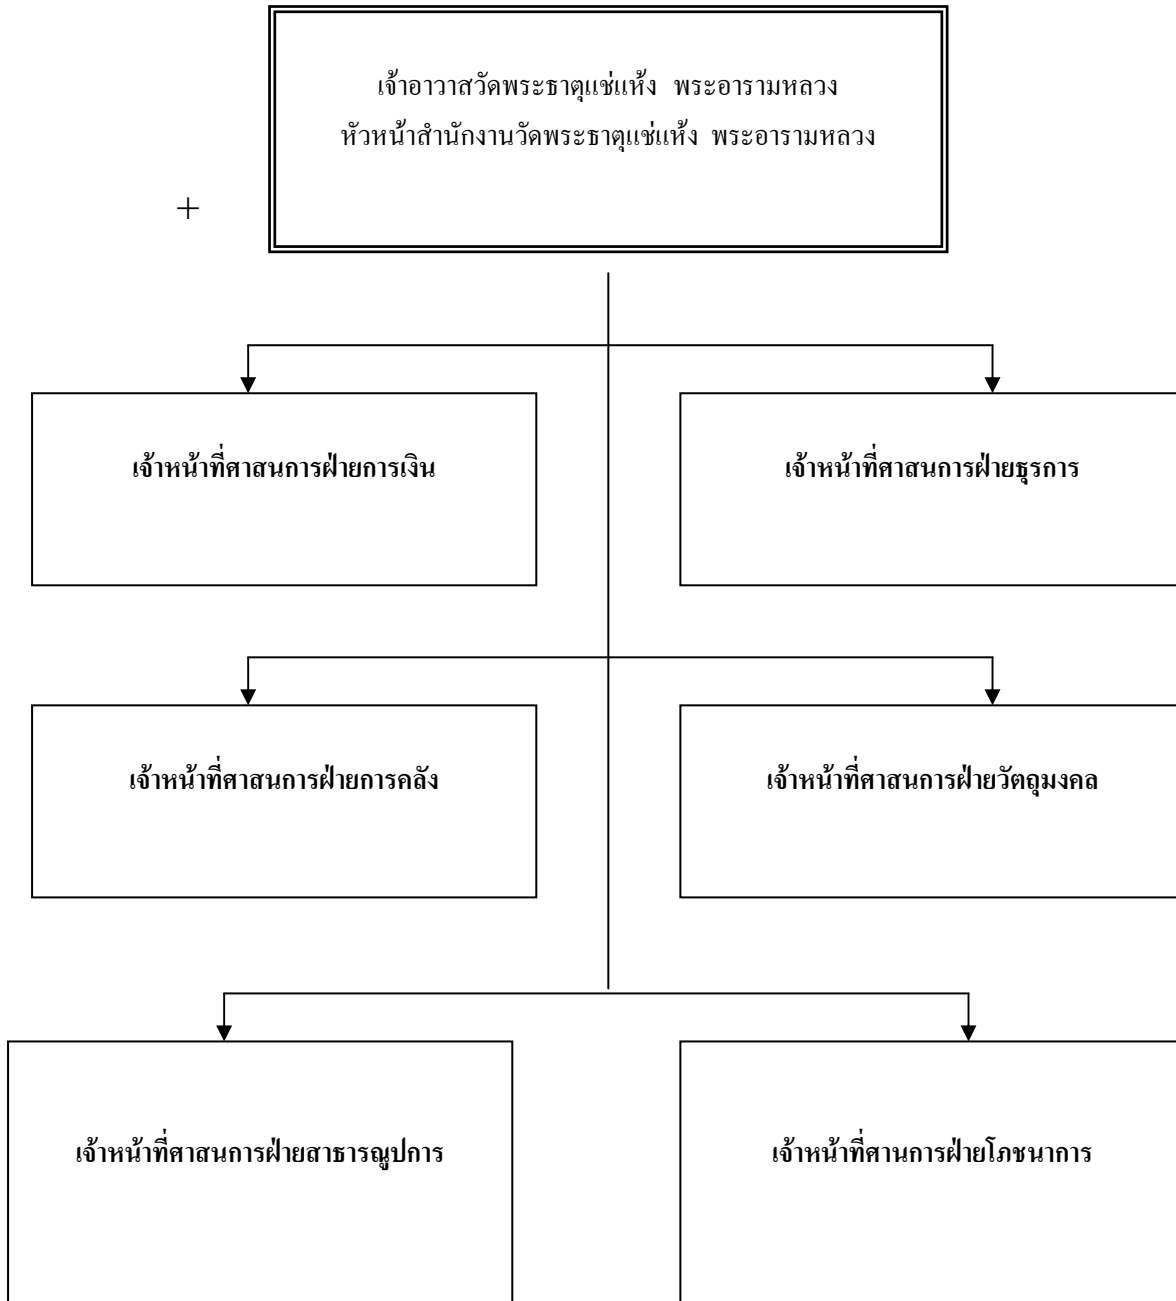 เจ้าอาวาสวัดพระธาตุแช่แห้ง พระอารามหลวง
หัวหน้าสำนักงานวัดพระธาตุแช่แห้ง พระอารามหลวง
+
เจ้าหน้าที่ศาสนการฝ่ายการเงิน
เจ้าหน้าที่ศาสนการฝ่ายธุรการ
เจ้าหน้าที่ศาสนการฝ่ายการคลัง
เจ้าหน้าที่ศาสนการฝ่ายวัตถุมงคล
เจ้าหน้าที่ศาสนการฝ่ายสาธารณูปการ
เจ้าหน้าที่ศานการฝ่ายโภชนาการ